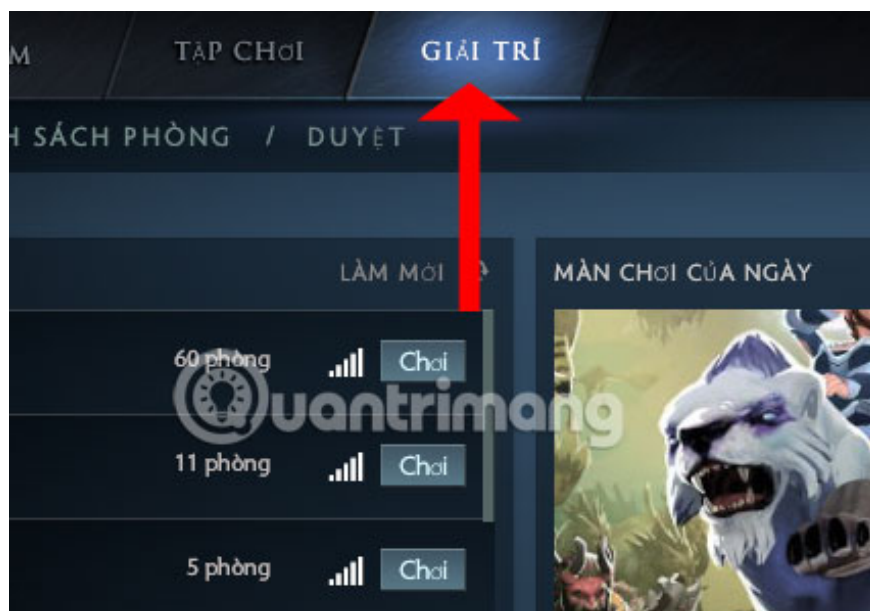 M TẬP CHƠI GIẢI TRÍ
H SÁCH PHÒNG / DUYỆT
LÀM MỚI
MÀN CHƠI CỦA NGÀY
60 phòng Chơi
Quantrimang
11 phòng Chơi
5 phòng Chơi